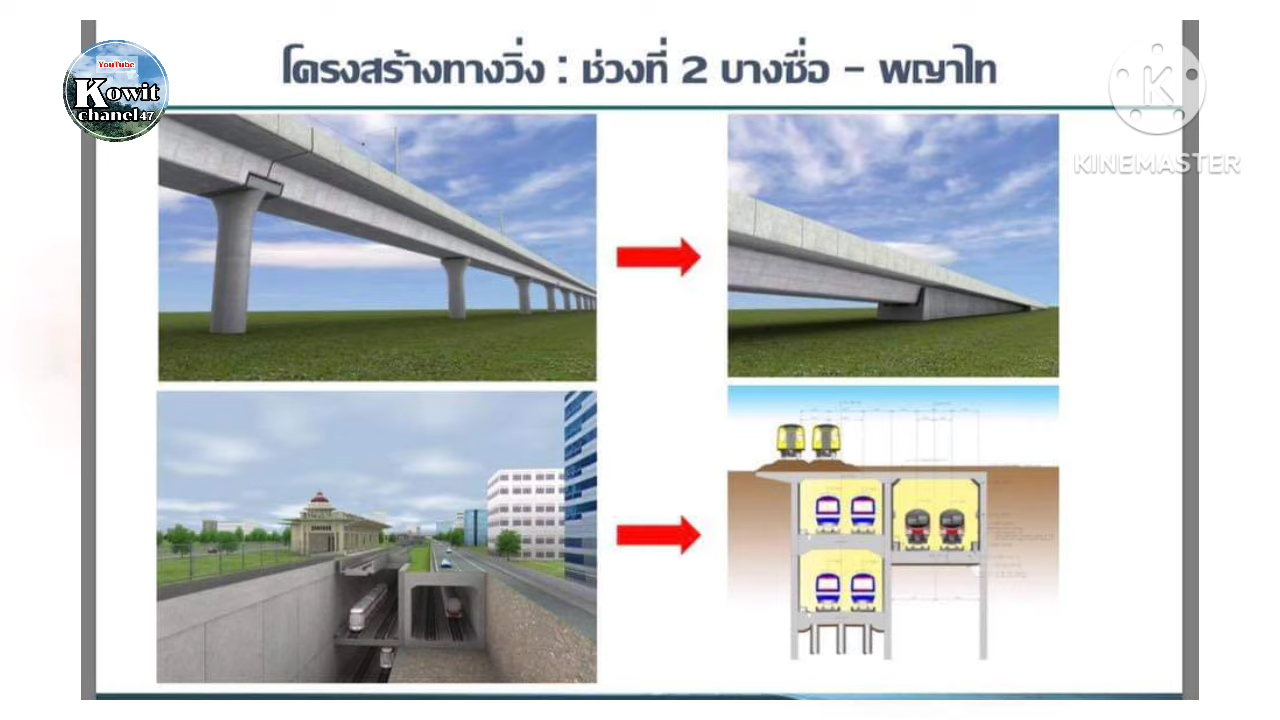 โครงสร้างทางวิ่ง : ช่วงที่ 2 บางซื่อ - พญาไท
YouTube
Kowit
chanel47
K
KINEMASTER